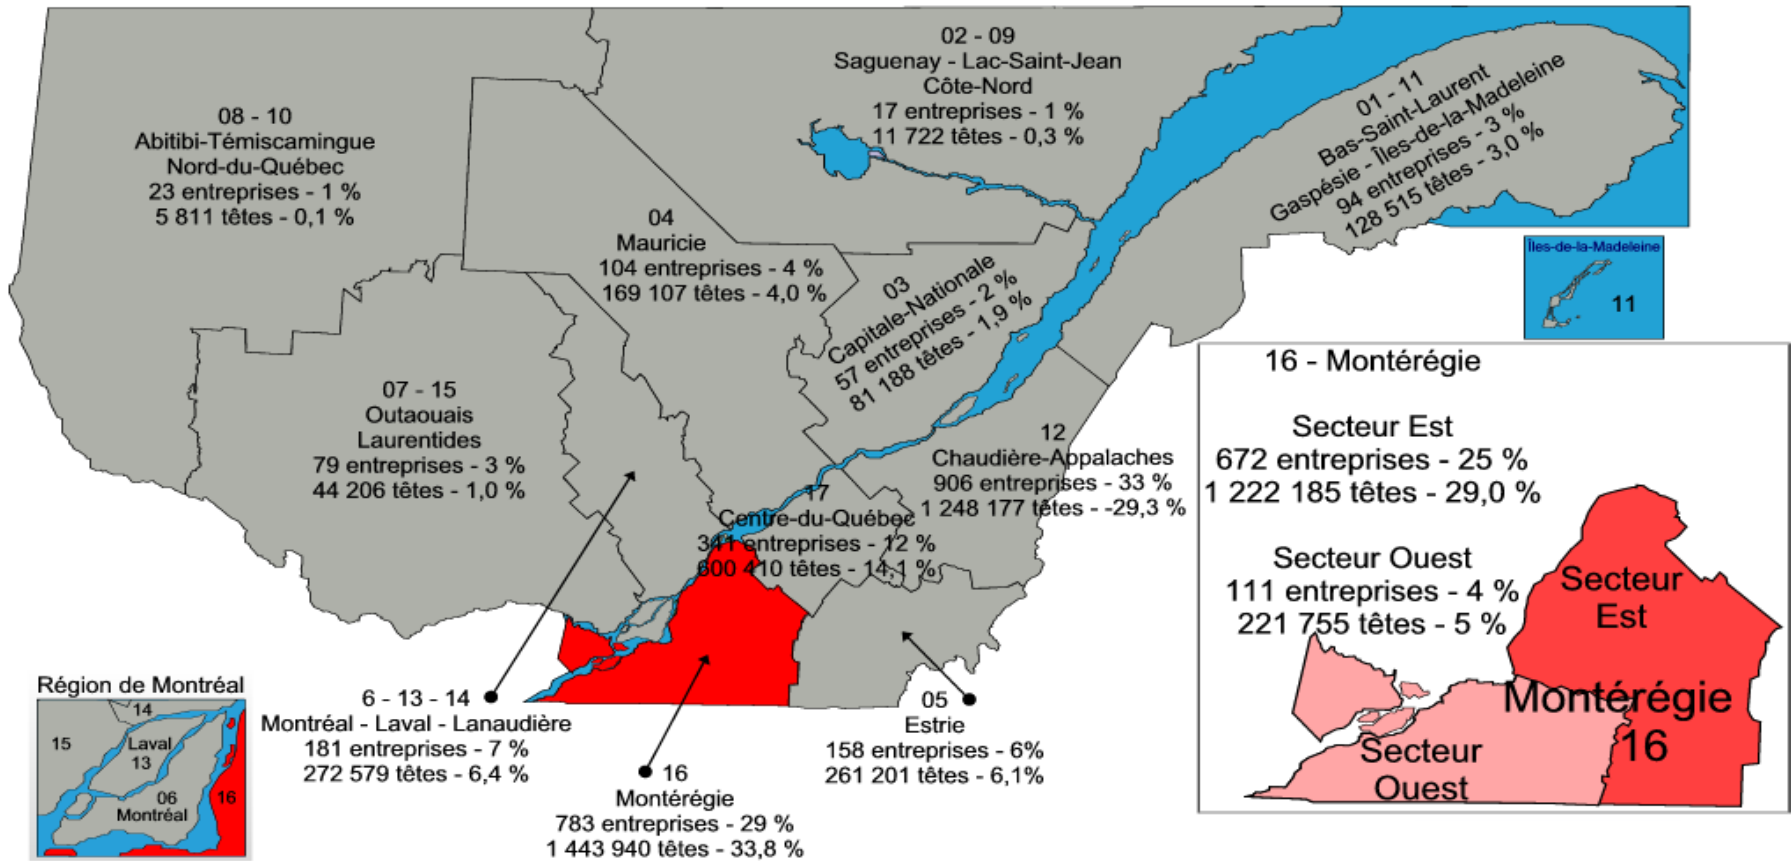 02 - 09
Saguenay - Lac-Saint-Jean
Côte-Nord
17 entreprises - 1 %
11 722 têtes - 0,3 %
01 - 11
Bas-Saint-Laurent
Gaspésie - Îles-de-la-Madeleine
94 entreprises - 3 %
128 515 têtes - 3,0 %
08 - 10
Abitibi-Témiscamingue
Nord-du-Québec
23 entreprises - 1 %
5 811 têtes - 0,1 %
04
Mauricie
104 entreprises - 4 %
169 107 têtes - 4,0 %
03
Capitale-Nationale
57 entreprises - 2 %
81 188 têtes - 1,9 %
Îles-de-la-Madeleine
11
07 - 15
Outaouais
Laurentides
79 entreprises - 3 %
44 206 têtes - 1,0 %
12
Chaudière-Appalaches
906 entreprises - 33 %
1 248 177 têtes - -29,3 %
17
Centre-du-Québec
341 entreprises - 12 %
600 410 têtes - 14,1 %
16 - Montérégie
Secteur Est
672 entreprises - 25 %
1 222 185 têtes - 29,0 %
Secteur Ouest
111 entreprises - 4 %
221 755 têtes - 5 %
Secteur
Est
Montérégie
16
Secteur
Ouest
Région de Montréal
14
15
Laval
13
06
Montréal
16
6 - 13 - 14
Montréal - Laval - Lanaudière
181 entreprises - 7 %
272 579 têtes - 6,4 %
16
Montérégie
783 entreprises - 29 %
1 443 940 têtes - 33,8 %
05
Estrie
158 entreprises - 6%
261 201 têtes - 6,1%